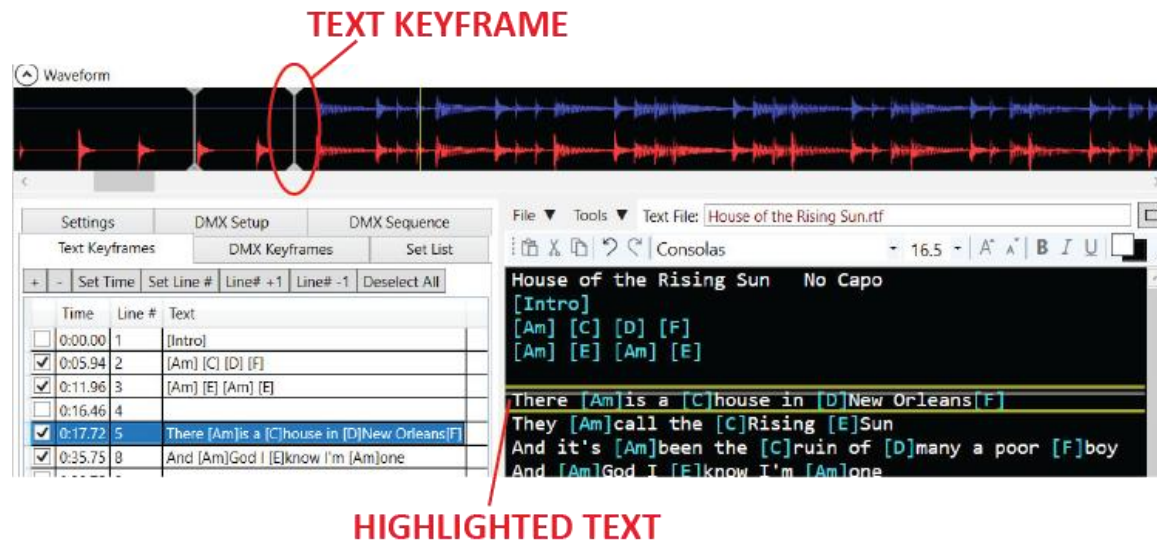 TEXT KEYFRAME
Waveform
Settings DMX Setup DMX Sequence
Text Keyframes DMX Keyframes Set List
+ - Set Time Set Line # Line# +1 Line# -1 Deselect All
Time Line # Text
0:00.00 1 [Intro]
0:05.94 2 [Am] [C] [D] [F]
0:11.96 3 [Am] [E] [Am] [E]
0:16.46 4
0:17.72 5 There [Am]is a [C]house in [D]New Orleans[F]
0:35.75 8 And [Am]God I [E]know I'm [Am]one
File ▼ Tools ▼ Text File: House of the Rising Sun.rtf
Consolas 16.5 A A B I U
House of the Rising Sun No Capo
[Intro]
[Am] [C] [D] [F]
[Am] [E] [Am] [E]
There [Am]is a [C]house in [D]New Orleans[F]
They [Am]call the [C]Rising [E]Sun
And it's [Am]been the [C]ruin of [D]many a poor [F]boy
And [Am]God I [E]know I'm [Am]one
HIGHLIGHTED TEXT